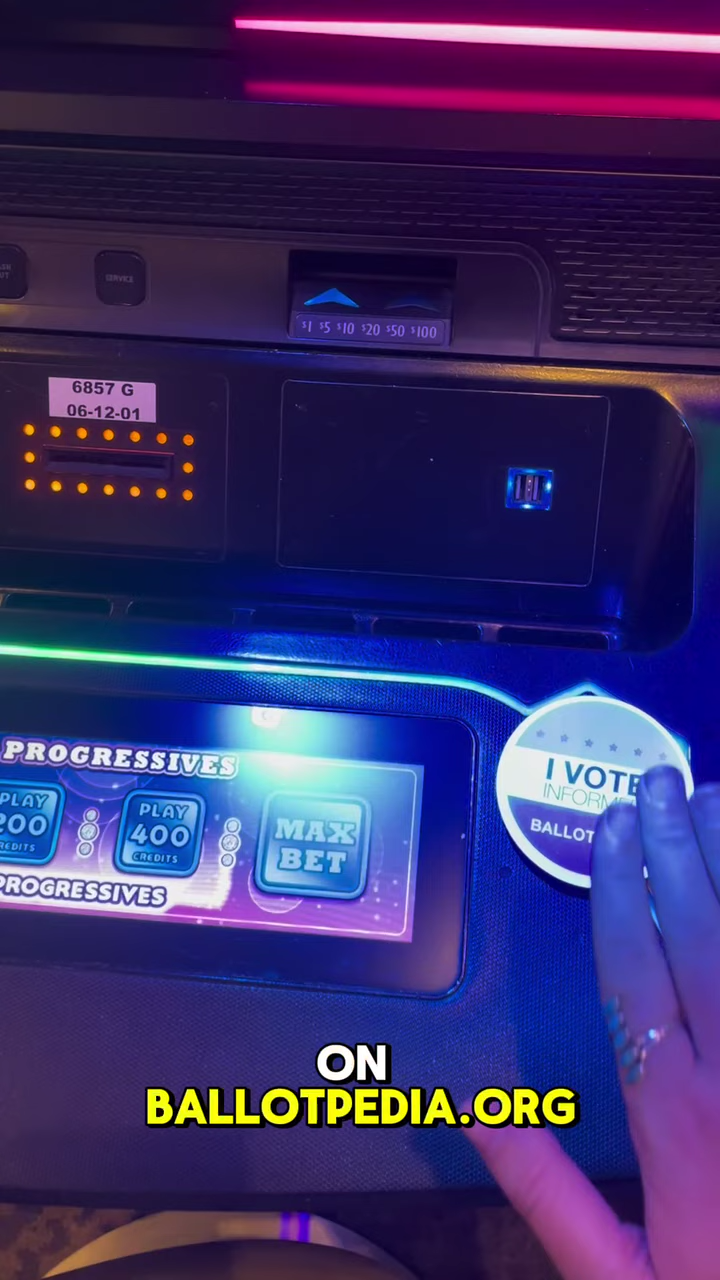 SERVICE
$1 $5 $10 $20 $50 $100
6857 G
06-12-01
PROGRESSIVES
PLAY
200
CREDITS
PLAY
400
CREDITS
MAX
BET
PROGRESSIVES
I VOTE
INFORM
BALLOT
ON
BALLOTPEDIA.ORG